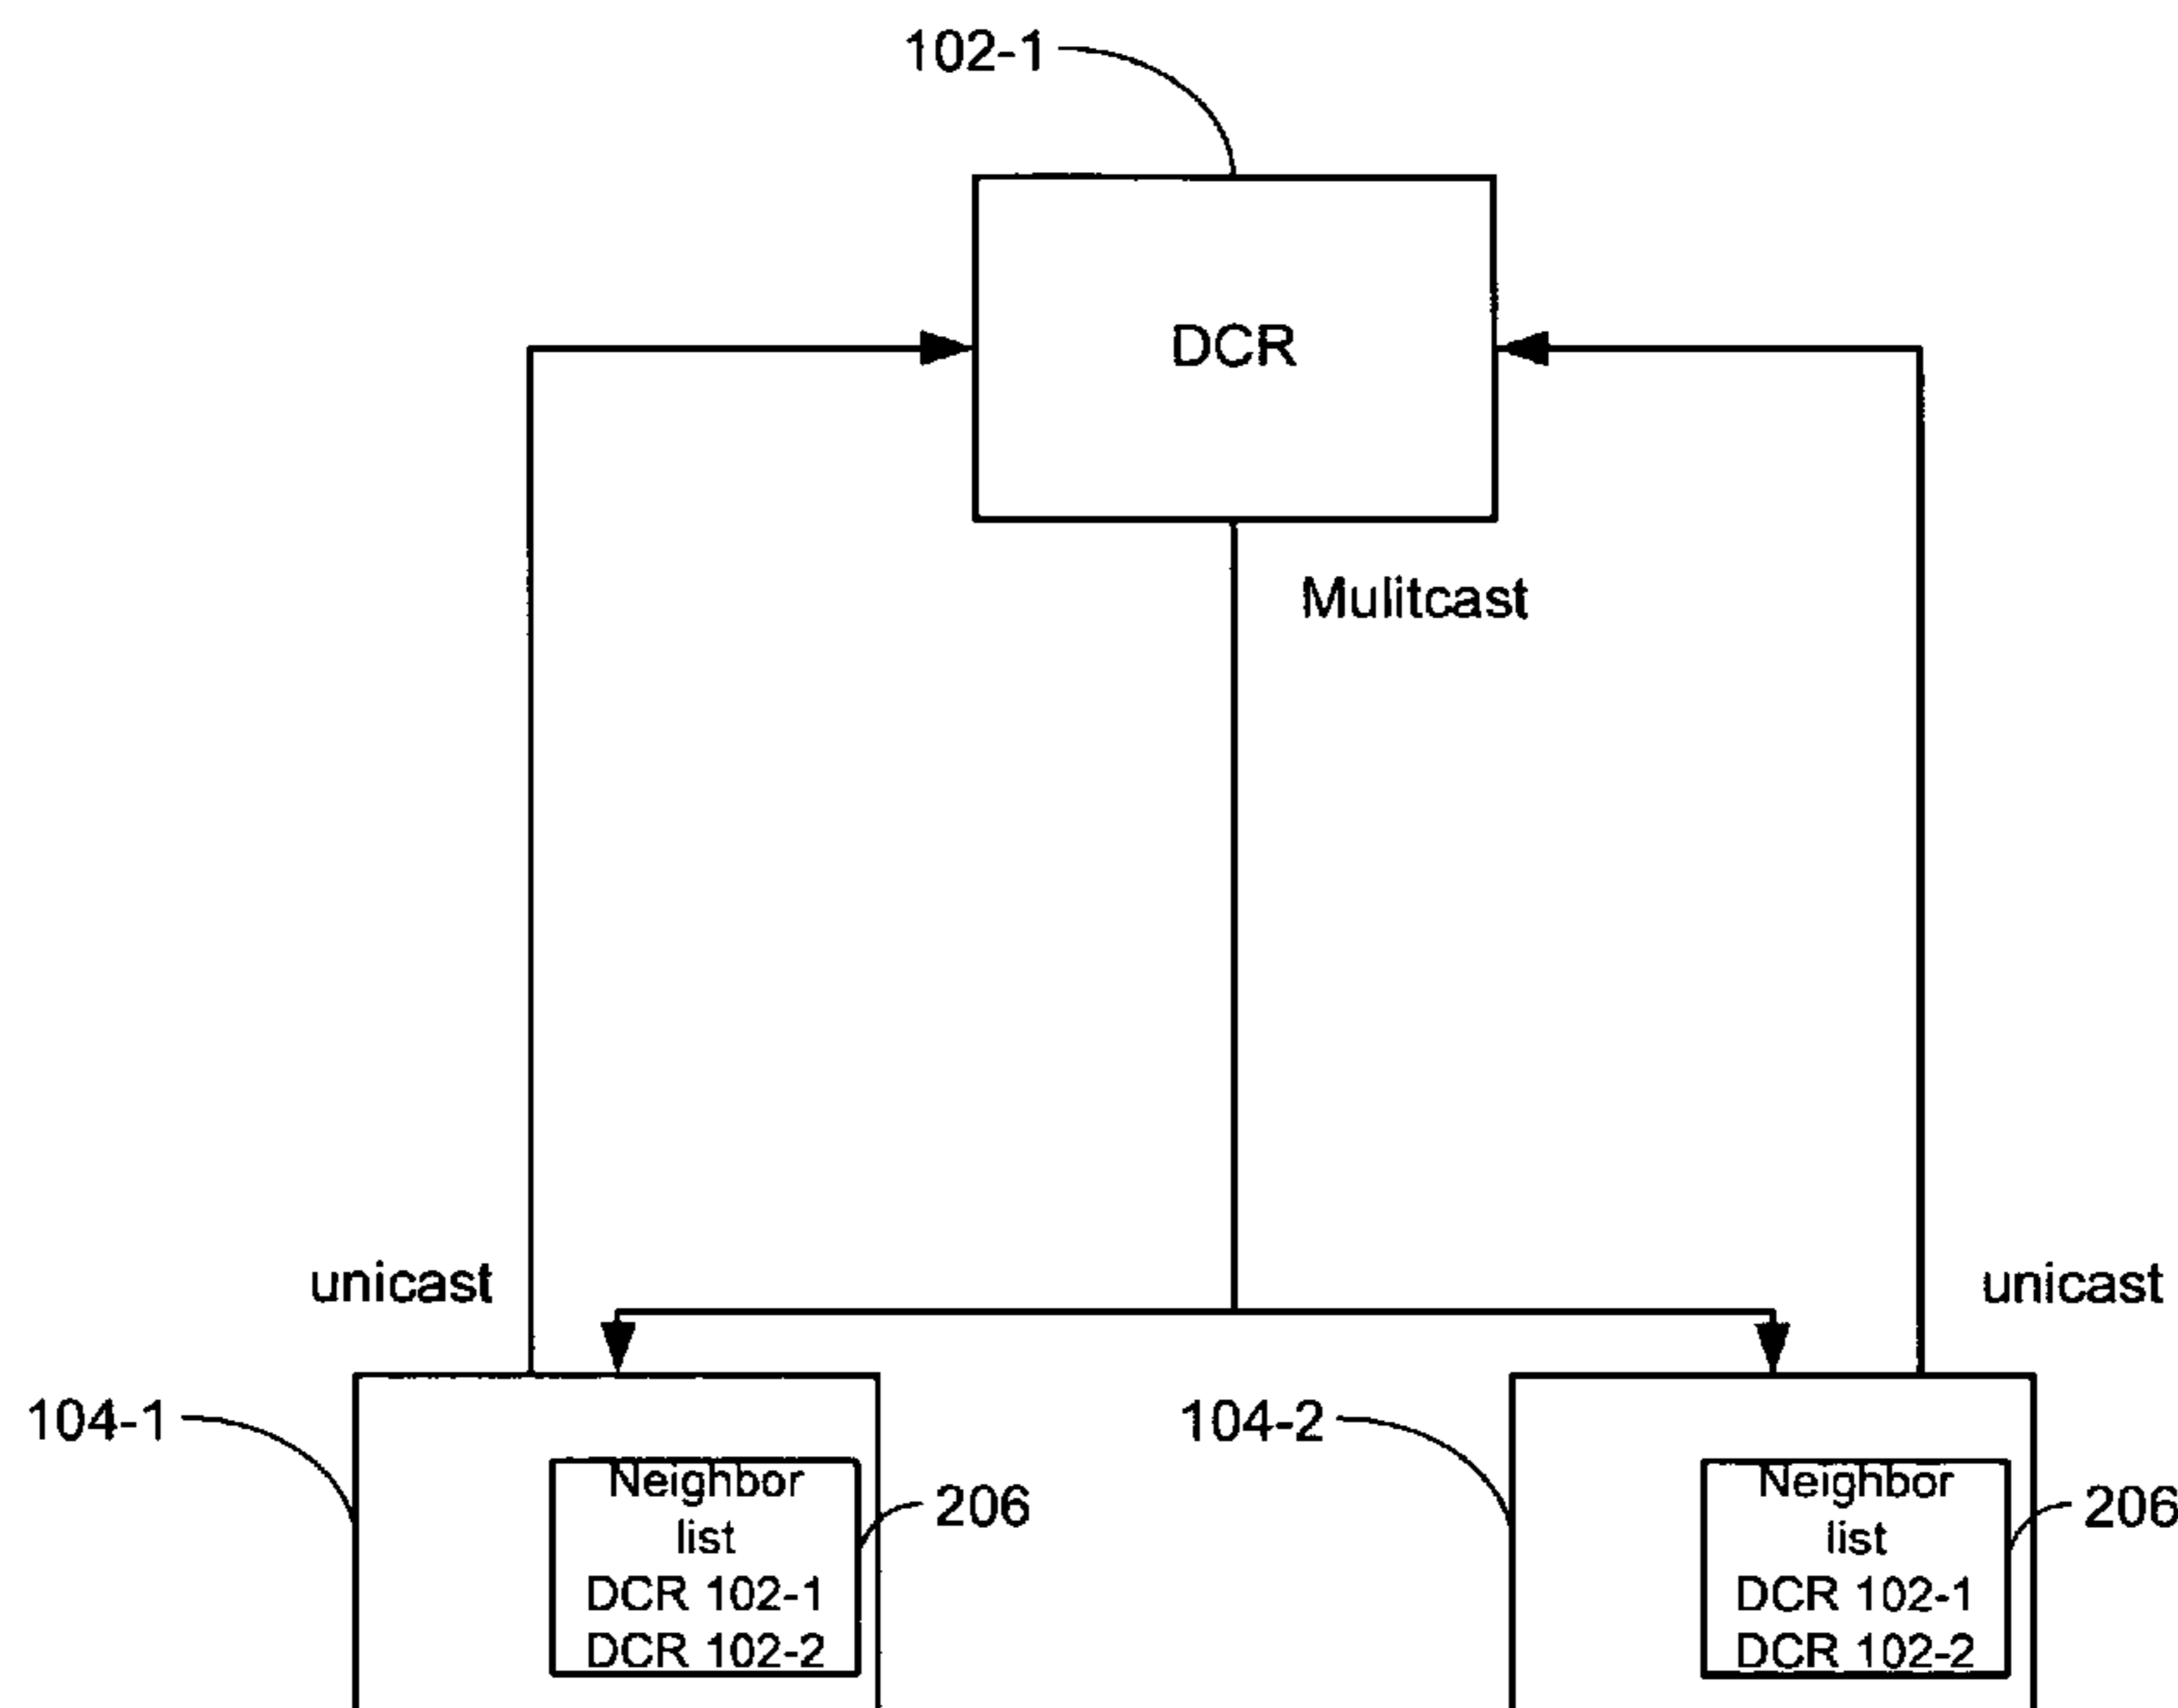 102-1
DCR
Mulitcast
unicast
unicast
104-1
104-2
Neighbor
list
DCR 102-1
DCR 102-2
206
Neighbor
list
DCR 102-1
DCR 102-2
206